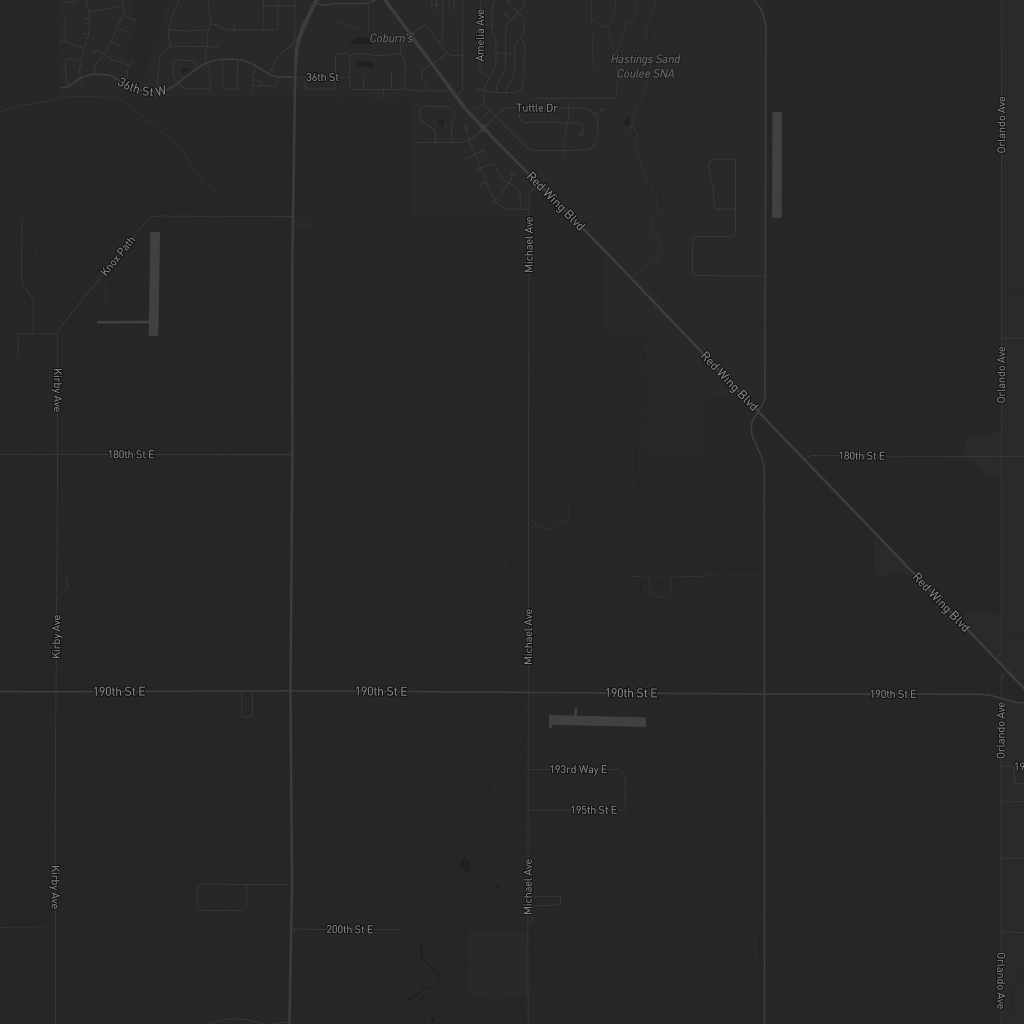 Amelia Ave
Coburn's
Hastings Sand
Coulee SNA
36th St
36th St W
Tuttle Dr
Orlando Ave
Red Wing Blvd
Michael Ave
Knox Path
Red Wing Blvd
Orlando Ave
Kirby Ave
180th St E
180th St E
Red Wing Blvd
Kirby Ave
Michael Ave
190th St E
190th St E
190th St E
190th St E
Orlando Ave
193rd Way E
19
195th St E
Kirby Ave
Michael Ave
200th St E
Orlando Ave